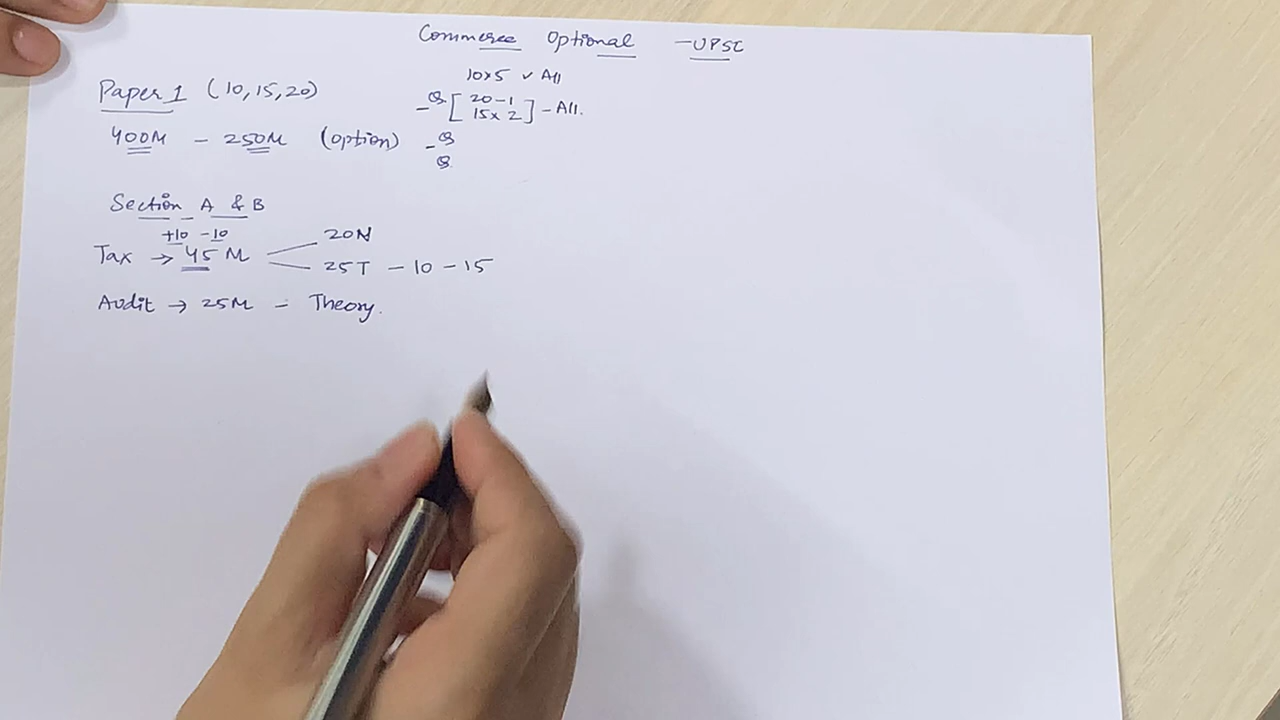 Commerce Optional - UPSC
Paper 1 (10, 15, 20)
10x5 ✓ All
- Q [ 20-1
15x2 ] - All.
400M - 250M (option) - Q
Q
Section A & B
+10 -10
Tax → 45 M
20N
25T - 10 - 15
Audit → 25M - Theory.